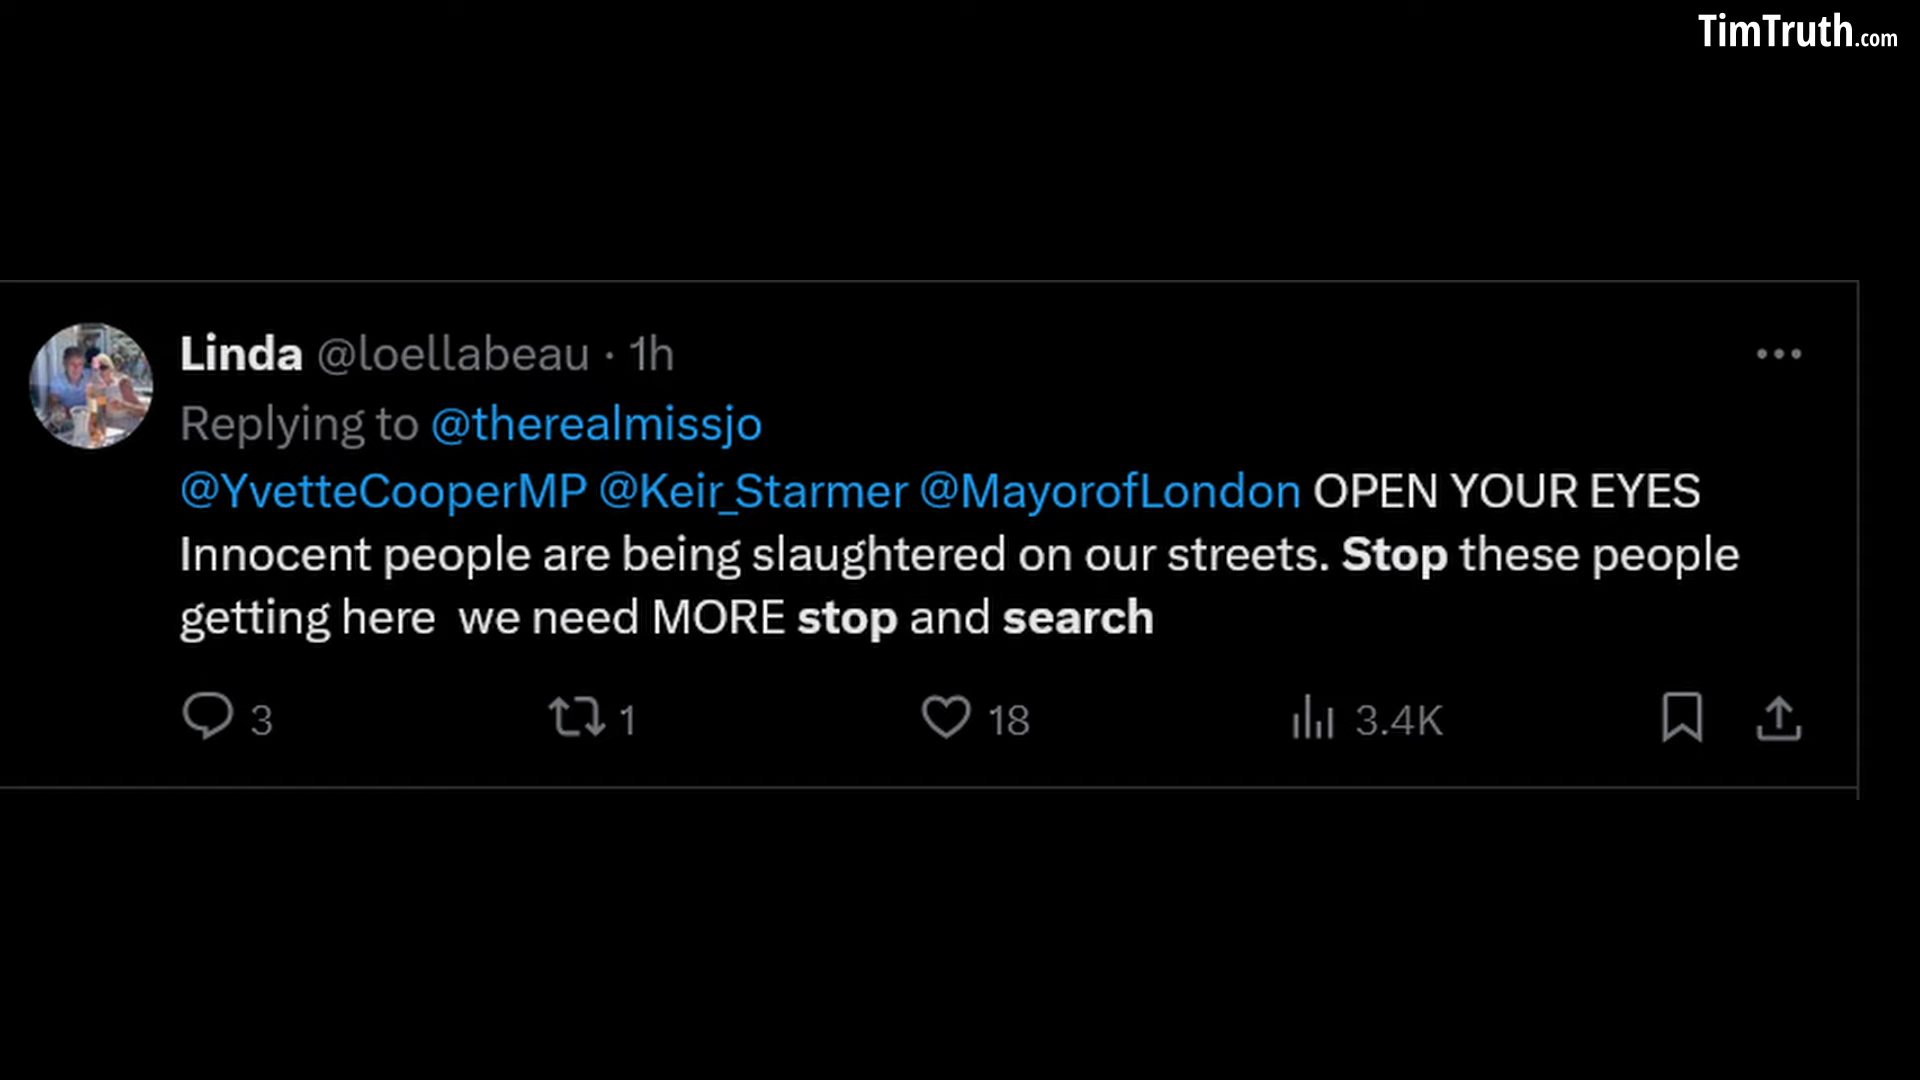 TimTruth.com
Linda @loellabeau · 1h
Replying to @therealmissjo
@YvetteCooperMP @Keir_Starmer @MayorofLondon OPEN YOUR EYES
Innocent people are being slaughtered on our streets. Stop these people
getting here  we need MORE stop and search
3 1 18 3.4K